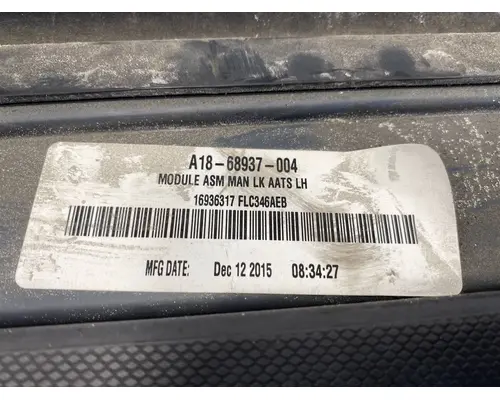 A18-68937-004
MODULE ASM MAN LK AATS LH
16936317 FLC346AEB
MFG DATE: Dec 12 2015 08:34:27